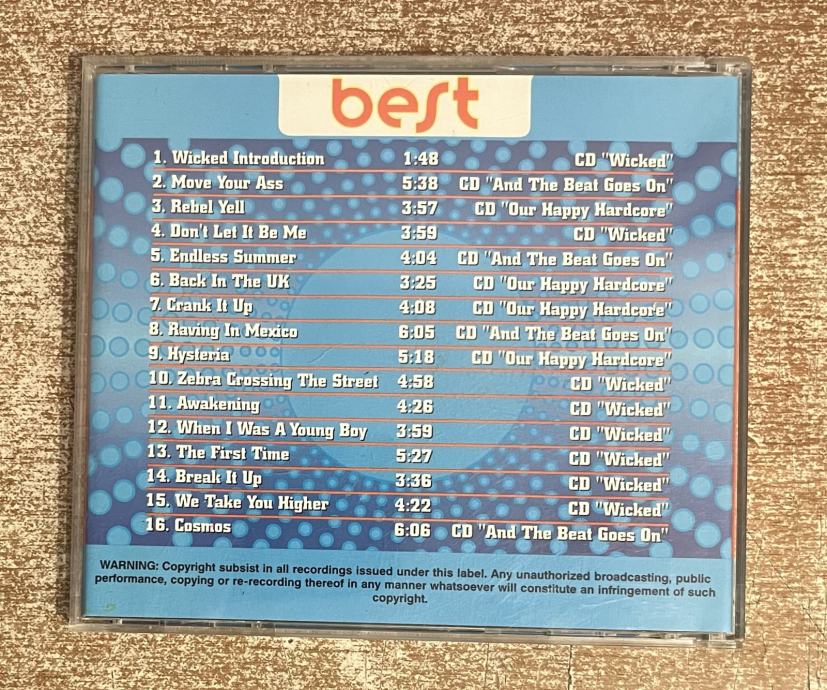 best
1. Wicked Introduction 1:48 CD "Wicked"
2. Move Your Ass 5:38 CD "And The Beat Goes On"
3. Rebel Yell 3:57 CD "Our Happy Hardcore"
4. Don't Let It Be Me 3:59 CD "Wicked"
5. Endless Summer 4:04 CD "And The Beat Goes On"
6. Back In The UK 3:25 CD "Our Happy Hardcore"
7. Crank It Up 4:08 CD "Our Happy Hardcore"
8. Raving In Mexico 6:05 CD "And The Beat Goes On"
9. Hysteria 5:18 CD "Our Happy Hardcore"
10. Zebra Crossing The Street 4:58 CD "Wicked"
11. Awakening 4:26 CD "Wicked"
12. When I Was A Young Boy 3:59 CD "Wicked"
13. The First Time 5:27 CD "Wicked"
14. Break It Up 3:36 CD "Wicked"
15. We Take You Higher 4:22 CD "Wicked"
16. Cosmos 6:06 CD "And The Beat Goes On"
WARNING: Copyright subsist in all recordings issued under this label. Any unauthorized broadcasting, public
performance, copying or re-recording thereof in any manner whatsoever will constitute an infringement of such
copyright.